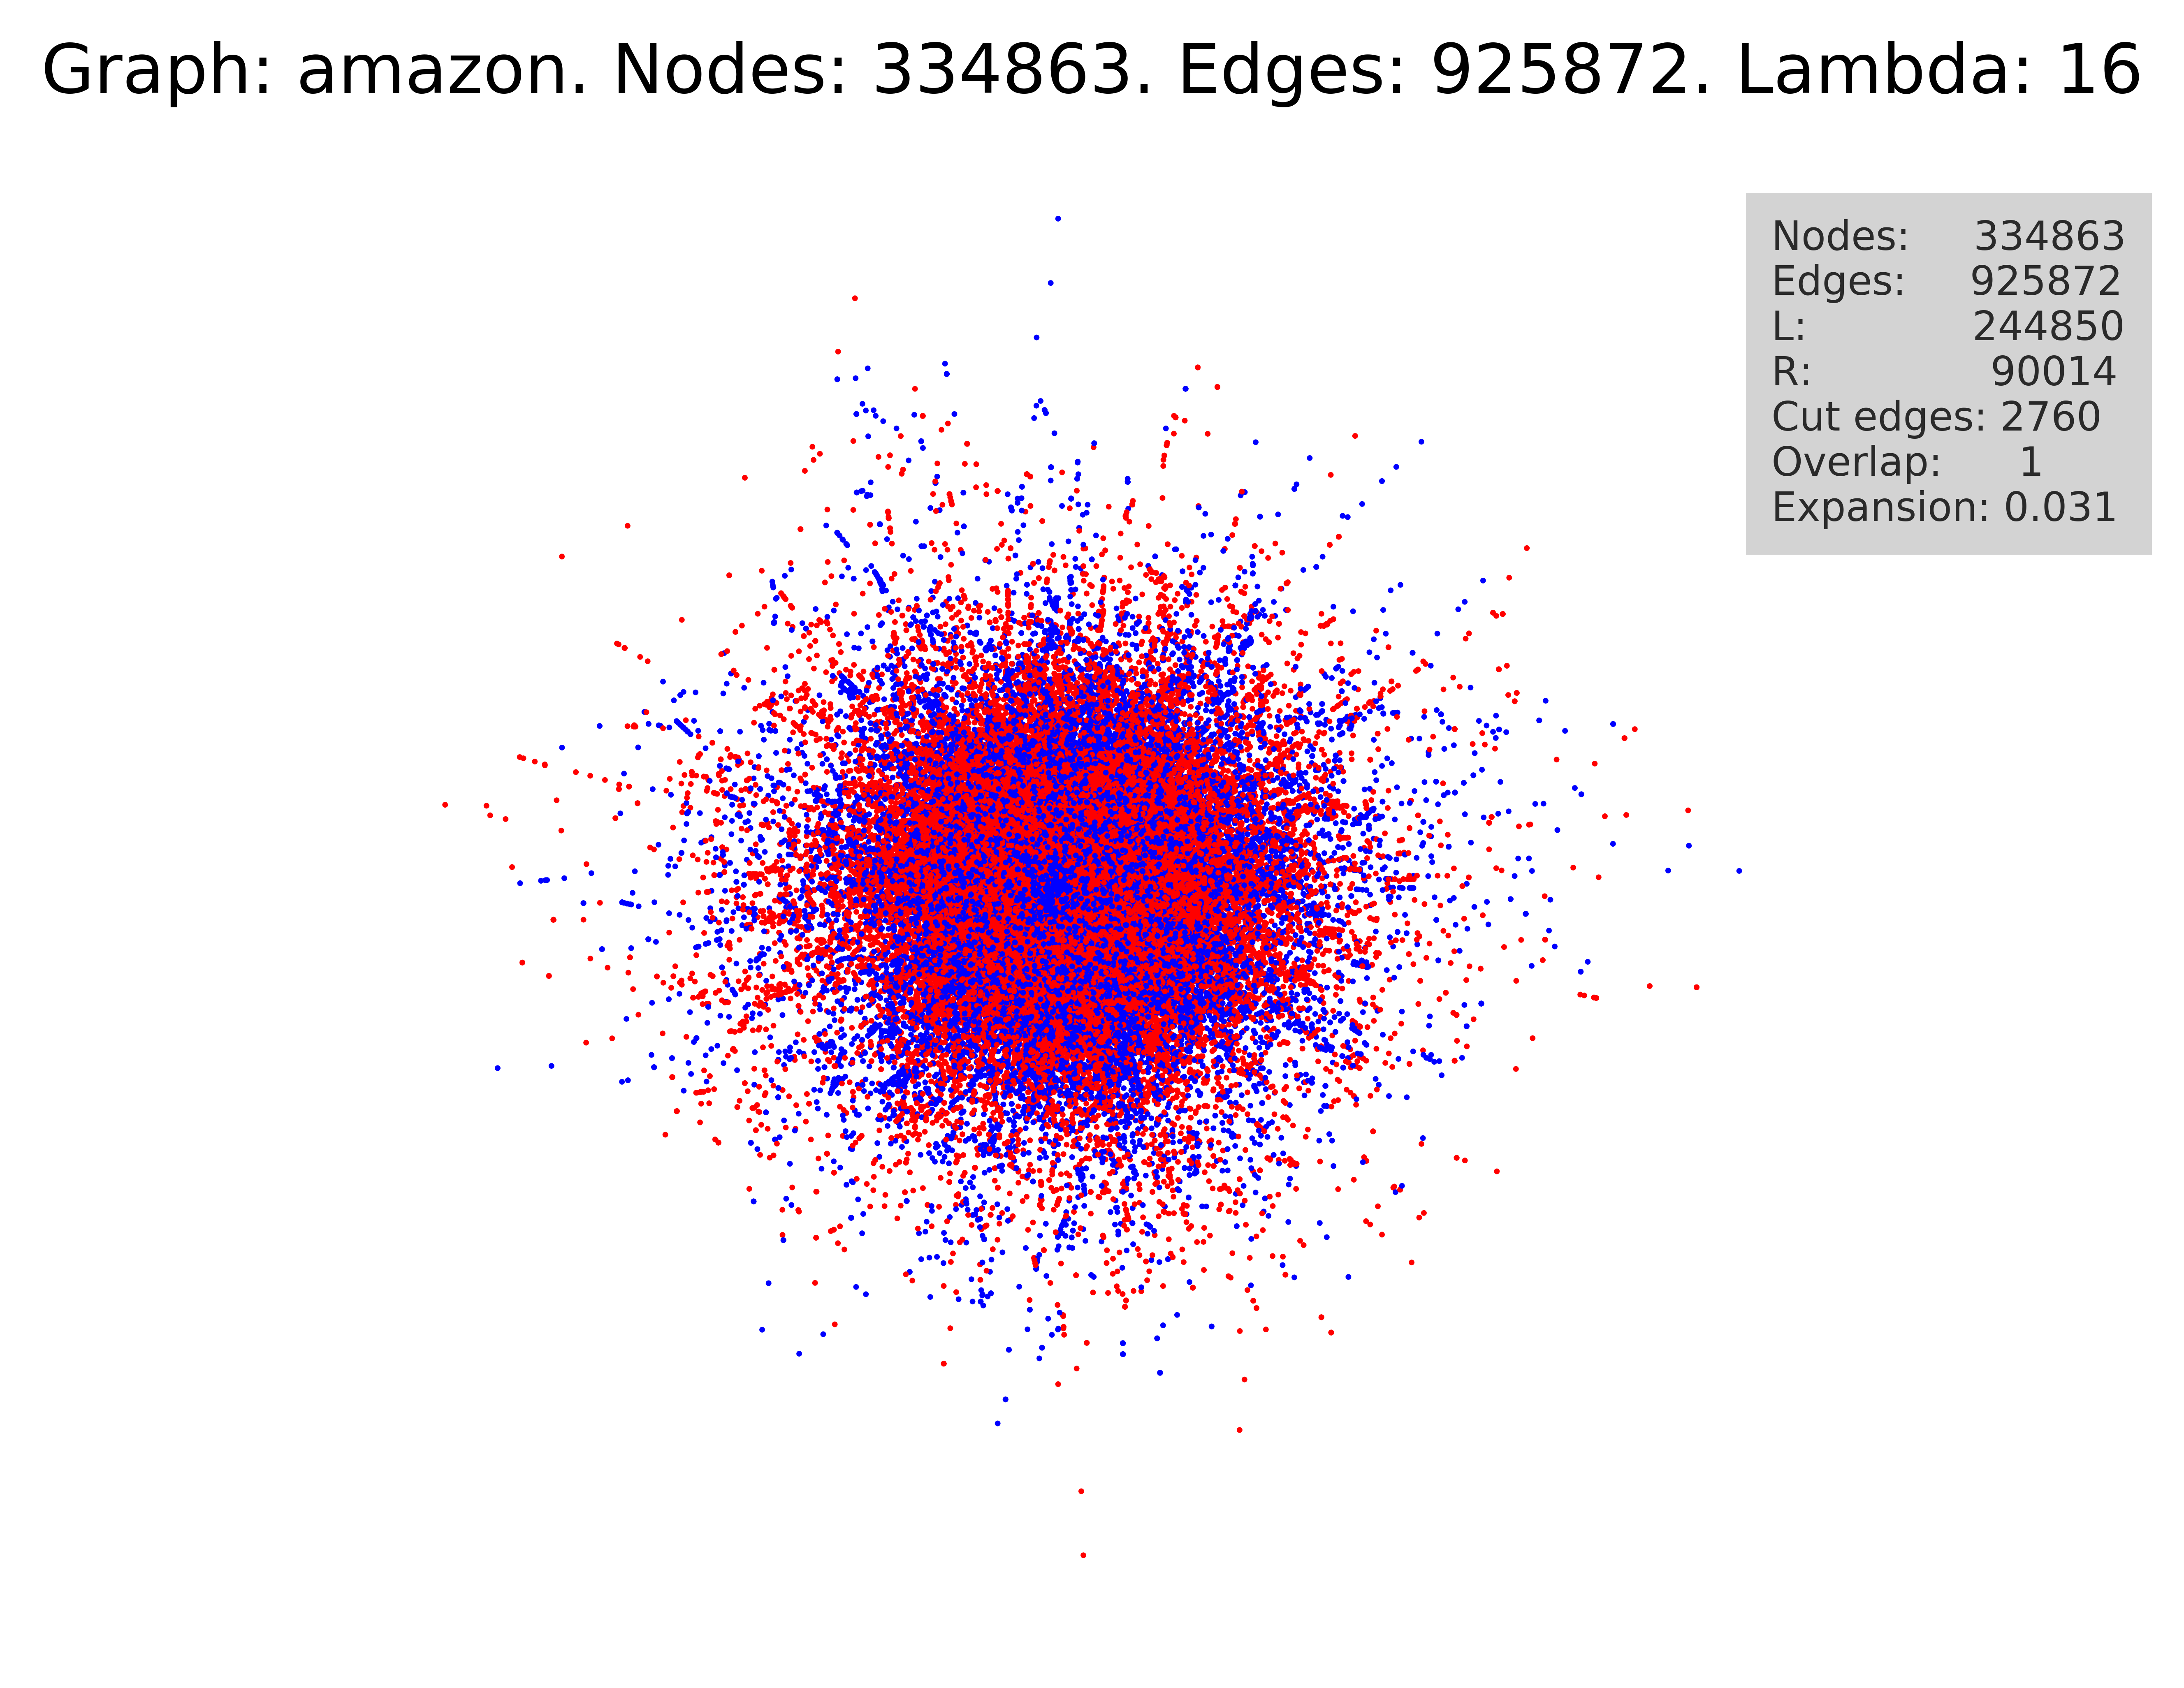 Graph: amazon. Nodes: 334863. Edges: 925872. Lambda: 16
Nodes: 334863
Edges: 925872
L: 244850
R: 90014
Cut edges: 2760
Overlap: 1
Expansion: 0.031